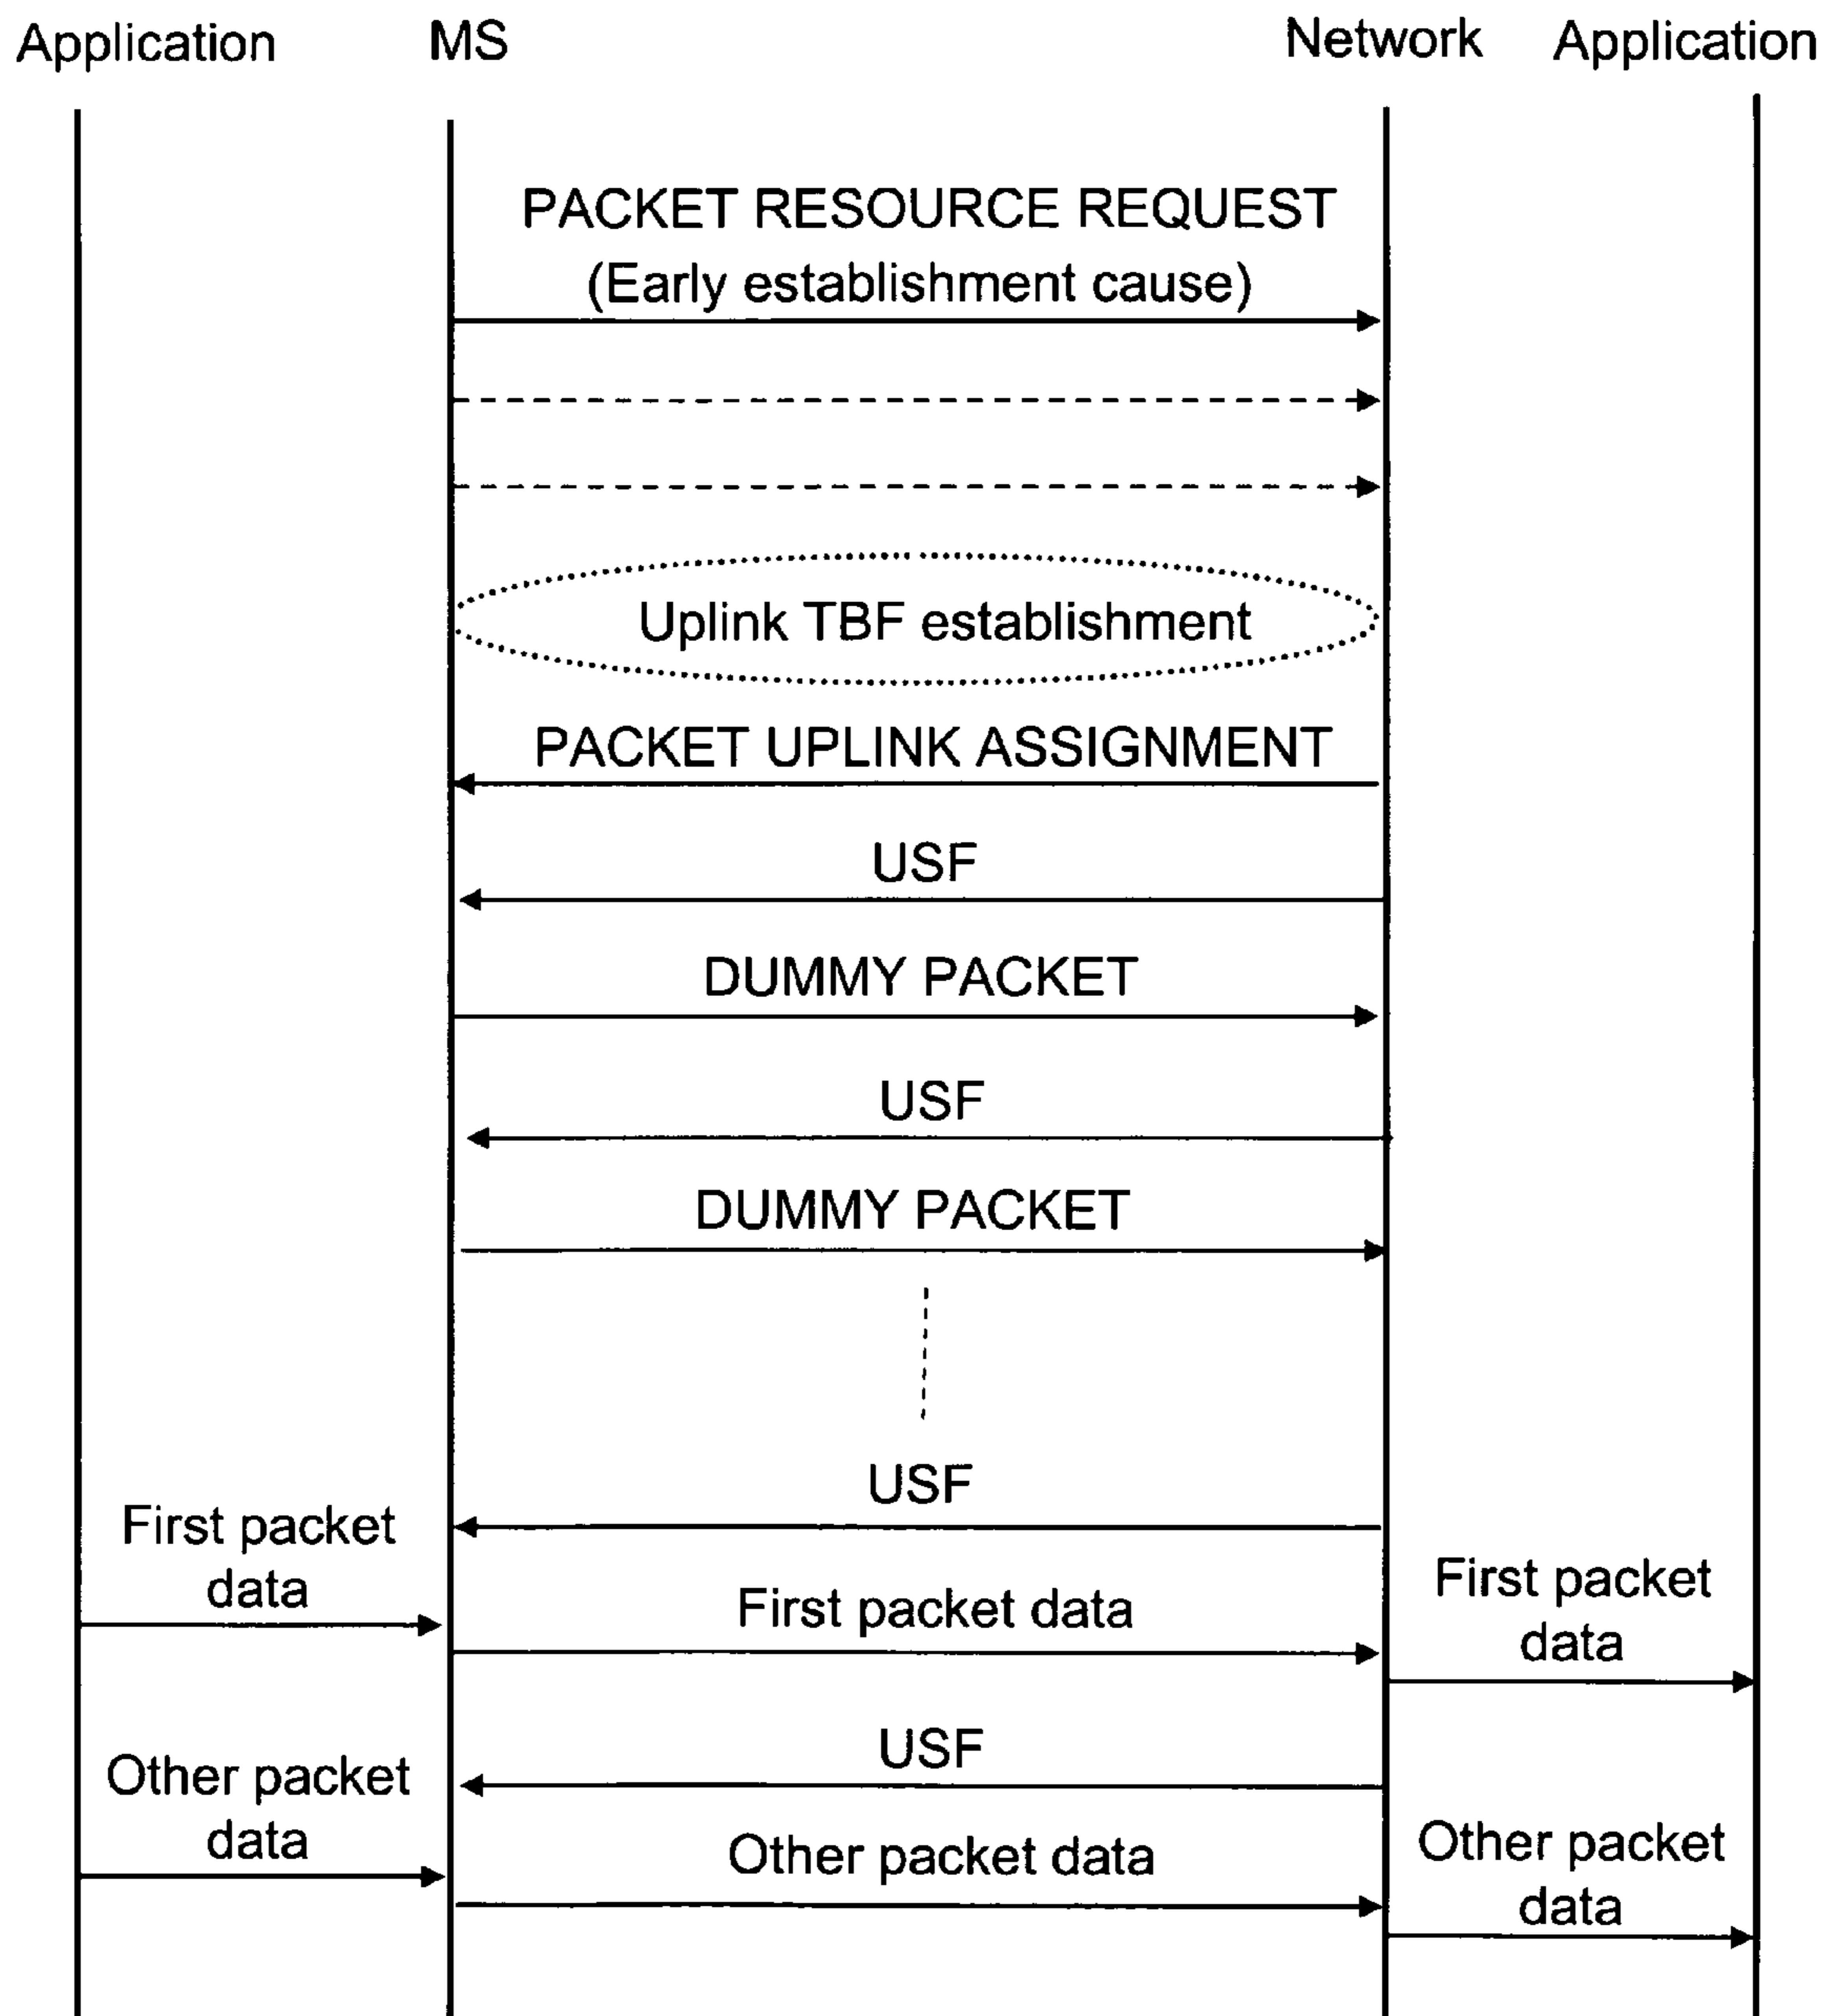 Application
MS
Network
Application
PACKET RESOURCE REQUEST
(Early establishment cause)
Uplink TBF establishment
PACKET UPLINK ASSIGNMENT
USF
DUMMY PACKET
USF
DUMMY PACKET
USF
First packet
data
First packet data
First packet
data
USF
Other packet
data
Other packet data
Other packet
data